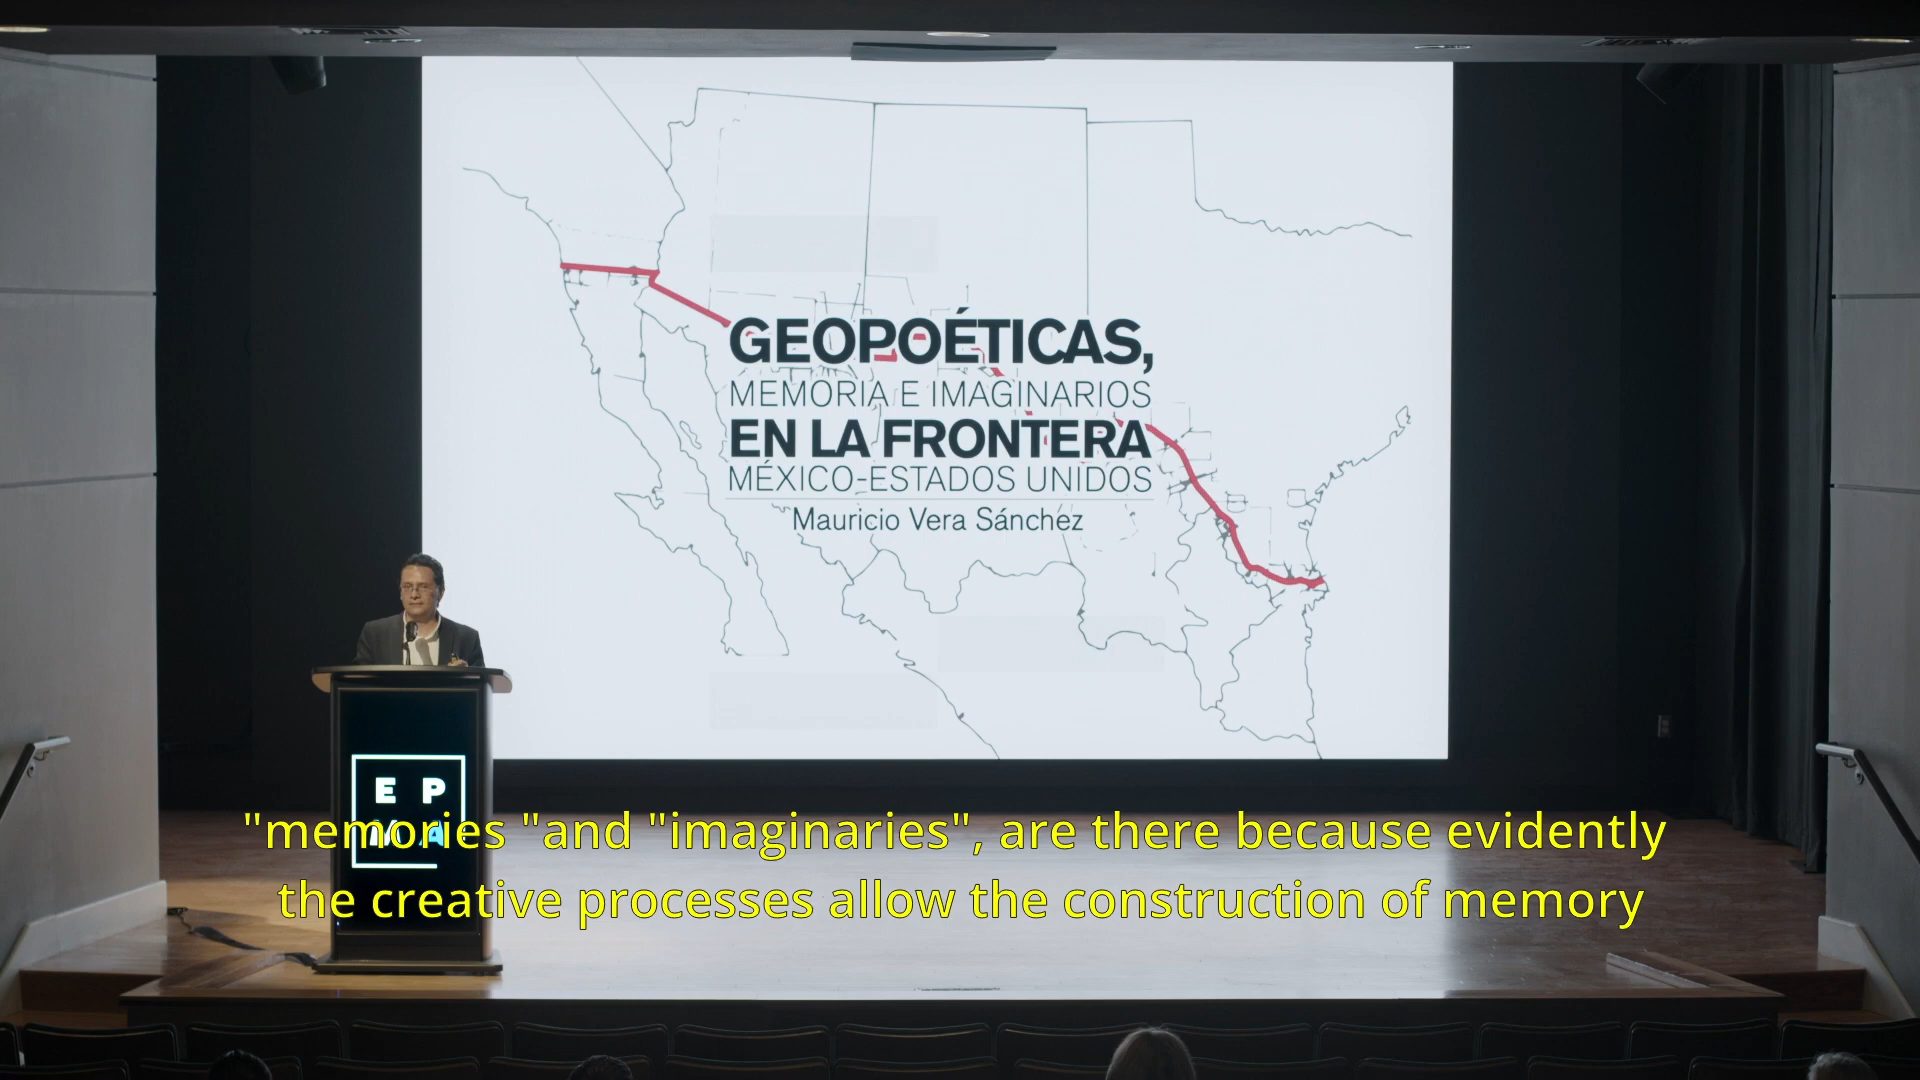 GEOPOÉTICAS,
MEMORIA E IMAGINARIOS
EN LA FRONTERA
MÉXICO-ESTADOS UNIDOS
Mauricio Vera Sánchez
E P
M A
"memories "and "imaginaries", are there because evidently
the creative processes allow the construction of memory